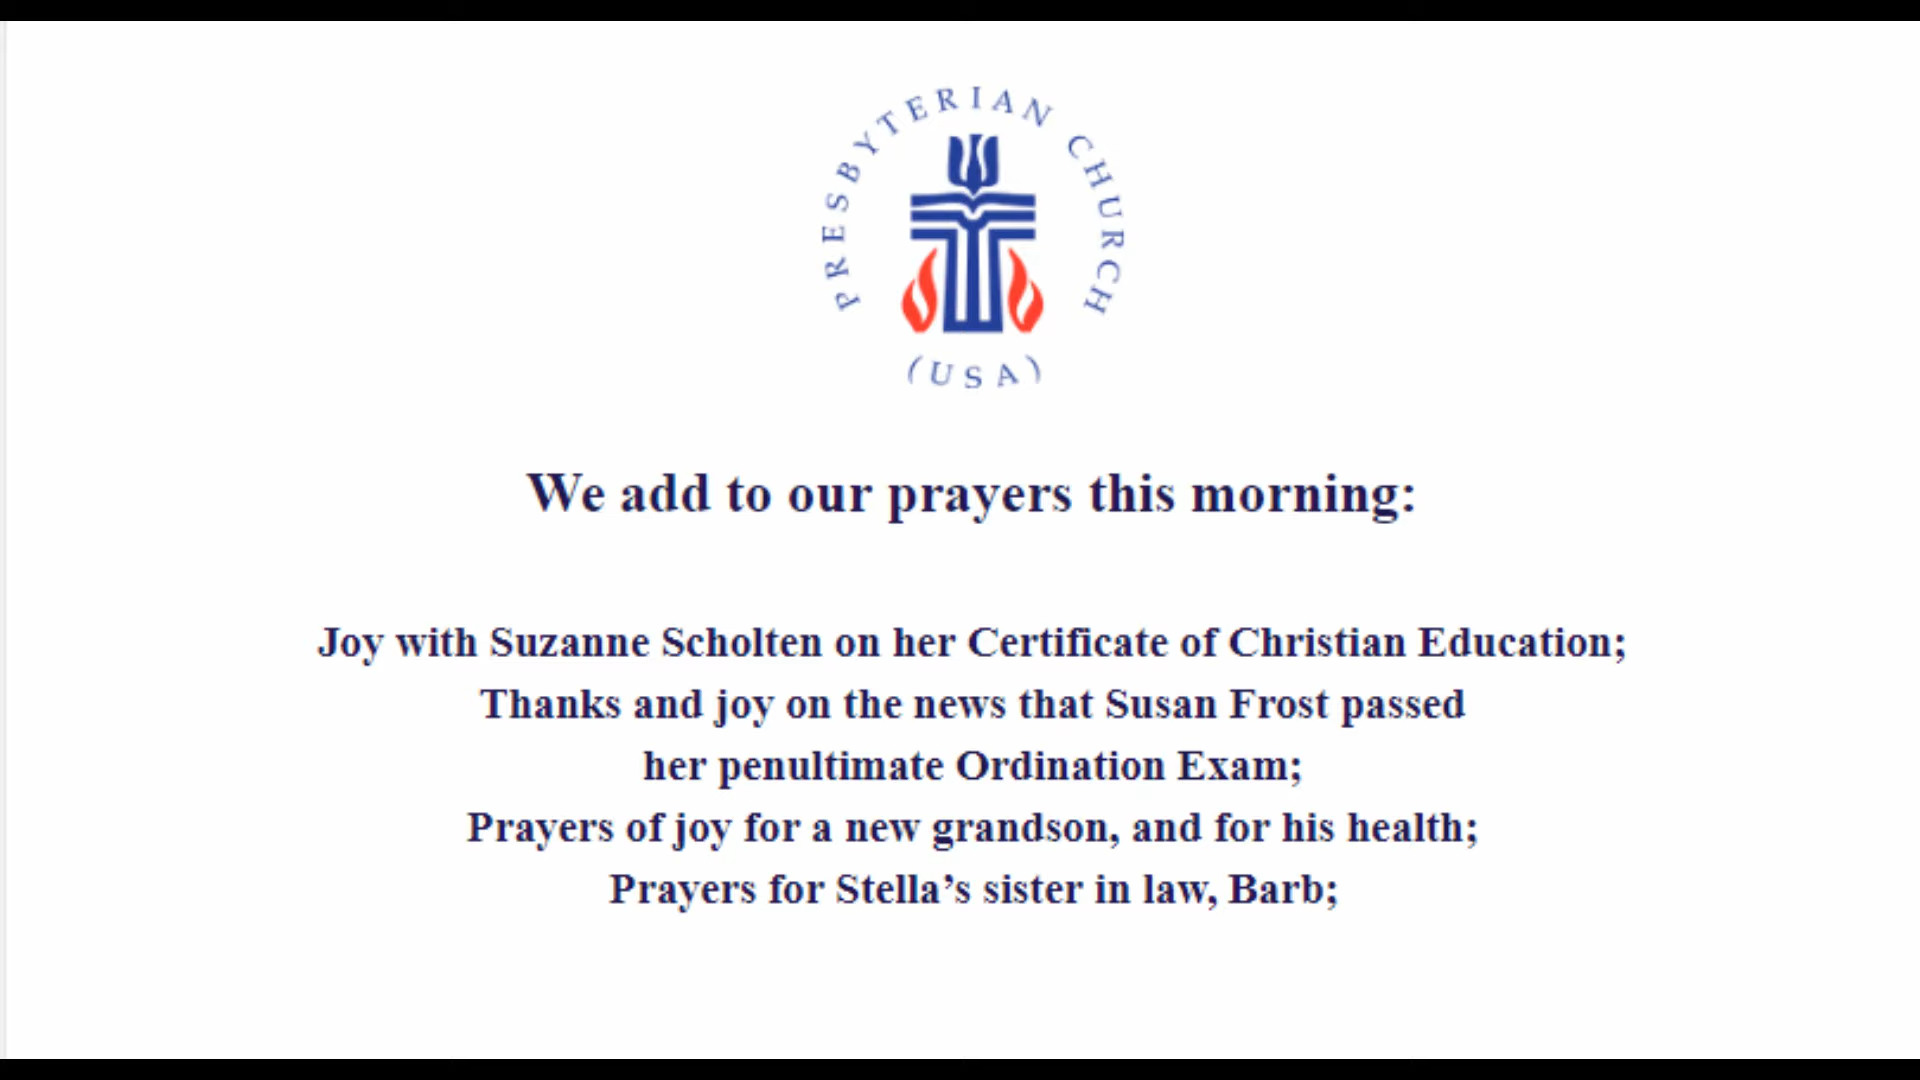 PRESBYTERIAN CHURCH
(USA)
We add to our prayers this morning:
Joy with Suzanne Scholten on her Certificate of Christian Education;
Thanks and joy on the news that Susan Frost passed
her penultimate Ordination Exam;
Prayers of joy for a new grandson, and for his health;
Prayers for Stella’s sister in law, Barb;